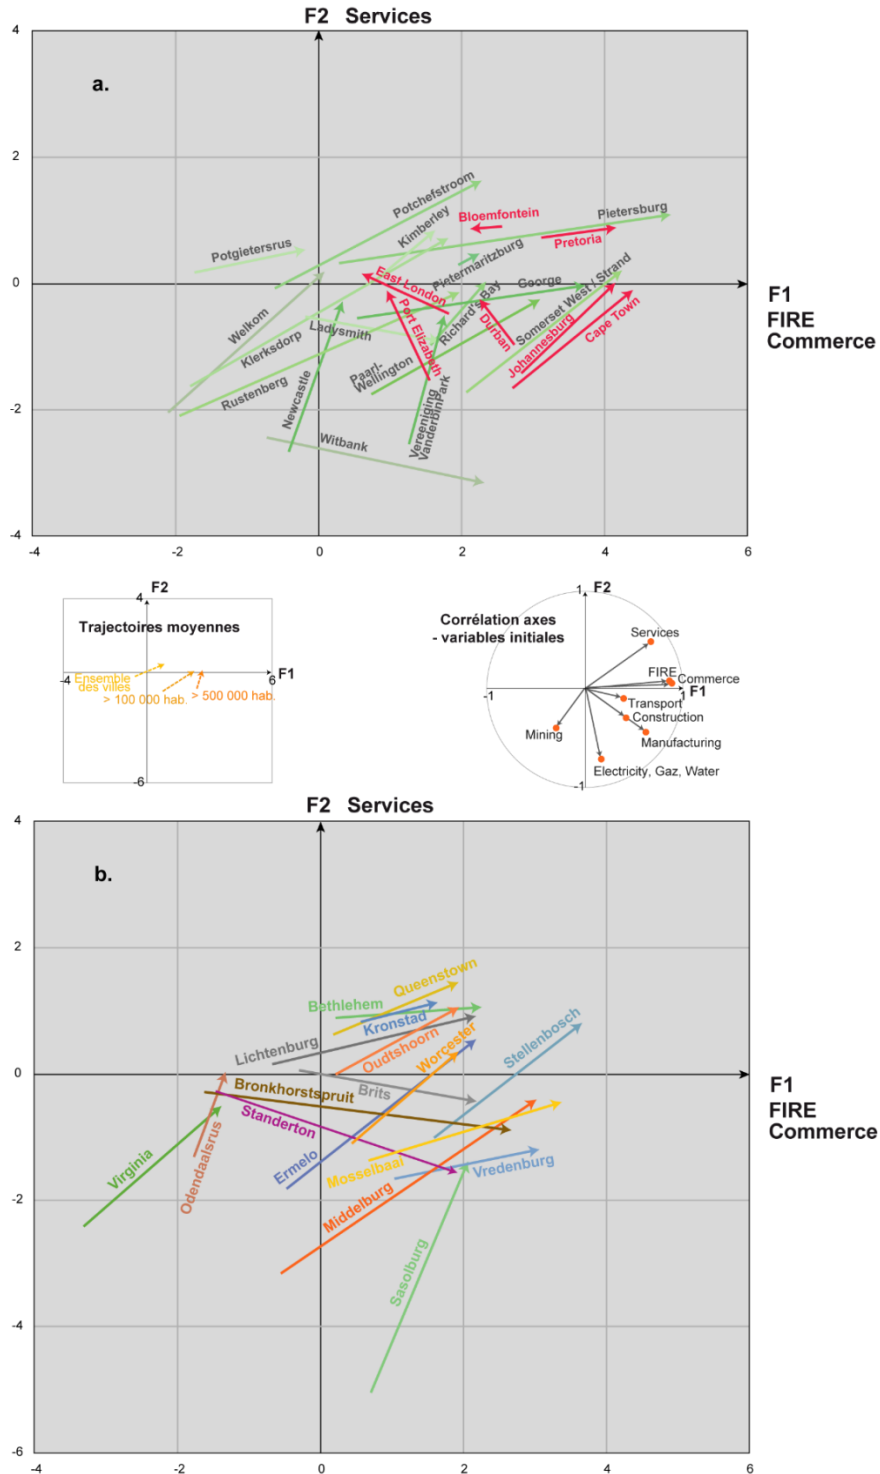 F2 Services
4
a.
2
0
-2
-4
-4
-2
0
2
4
6
Potchefstroom
Kimberley
Bloemfontein
Pietersburg
Pretoria
Potgietersrus
Pietermaritzburg
East London
George
Welkom
Ladysmith
Port Elizabeth
Richard's Bay
Durban
Somerset West / Strand
Johannesburg
Cape Town
Klerksdorp
Rustenberg
Paarl-
Wellington
Newcastle
Vereeniging
VanderbinPark
Witbank
F1
FIRE
Commerce
F2
4
Trajectoires moyennes
-4
6
F1
-6
Ensemble
des villes
> 100 000 hab.
> 500 000 hab.
F2
1
Corrélation axes
- variables initiales
Services
FIRE
Commerce
F1
-1
1
Transport
Construction
Mining
Manufacturing
Electricity, Gaz, Water
-1
F2 Services
4
b.
2
0
-2
-4
-6
-4
-2
0
2
4
6
Queenstown
Bethlehem
Kronstad
Lichtenburg
Oudtshoorn
Worcester
Stellenbosch
Bronkhorstspruit
Brits
Standerton
Virginia
Odendaalsrus
Ermelo
Mosselbaai
Vredenburg
Middelburg
Sasolburg
F1
FIRE
Commerce